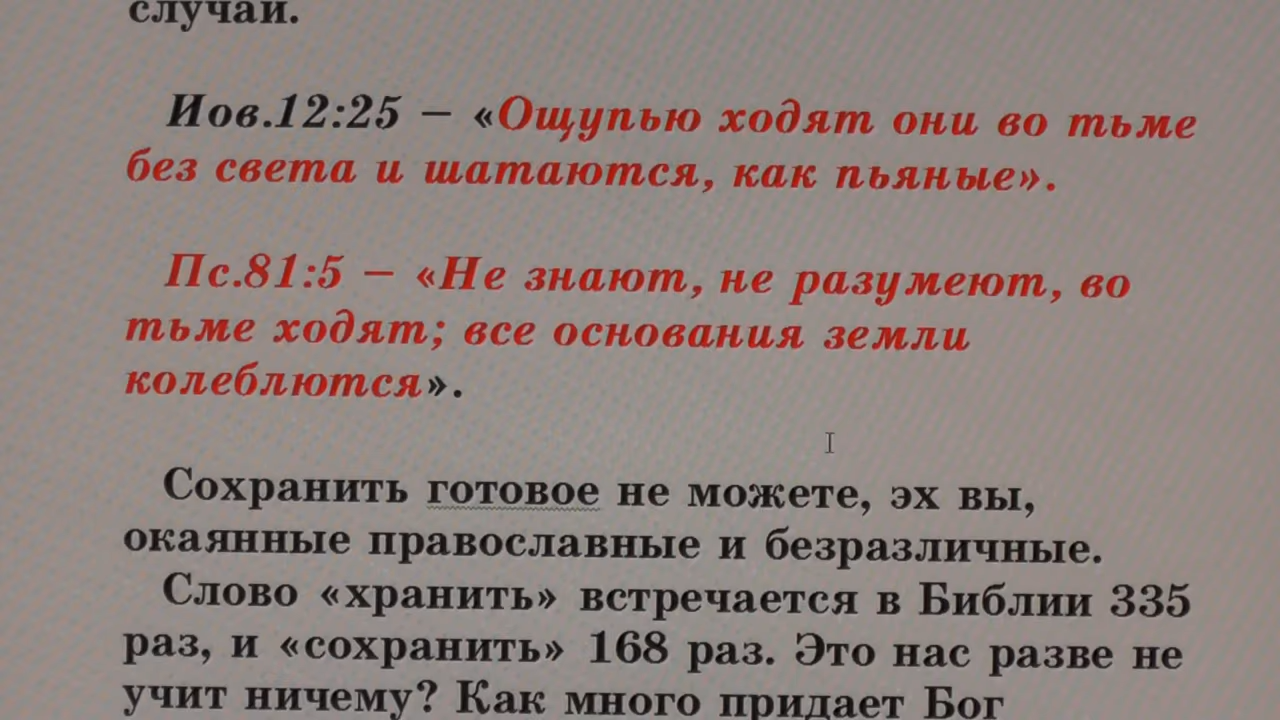 случаи.
Иов.12:25 – «Ощупью ходят они во тьме
без света и шатаются, как пьяные».
Пс.81:5 – «Не знают, не разумеют, во
тьме ходят; все основания земли
колеблются».
Сохранить готовое не можете, эх вы,
окаянные православные и безразличные.
Слово «хранить» встречается в Библии 335
раз, и «сохранить» 168 раз. Это нас разве не
учит ничему? Как много придает Бог